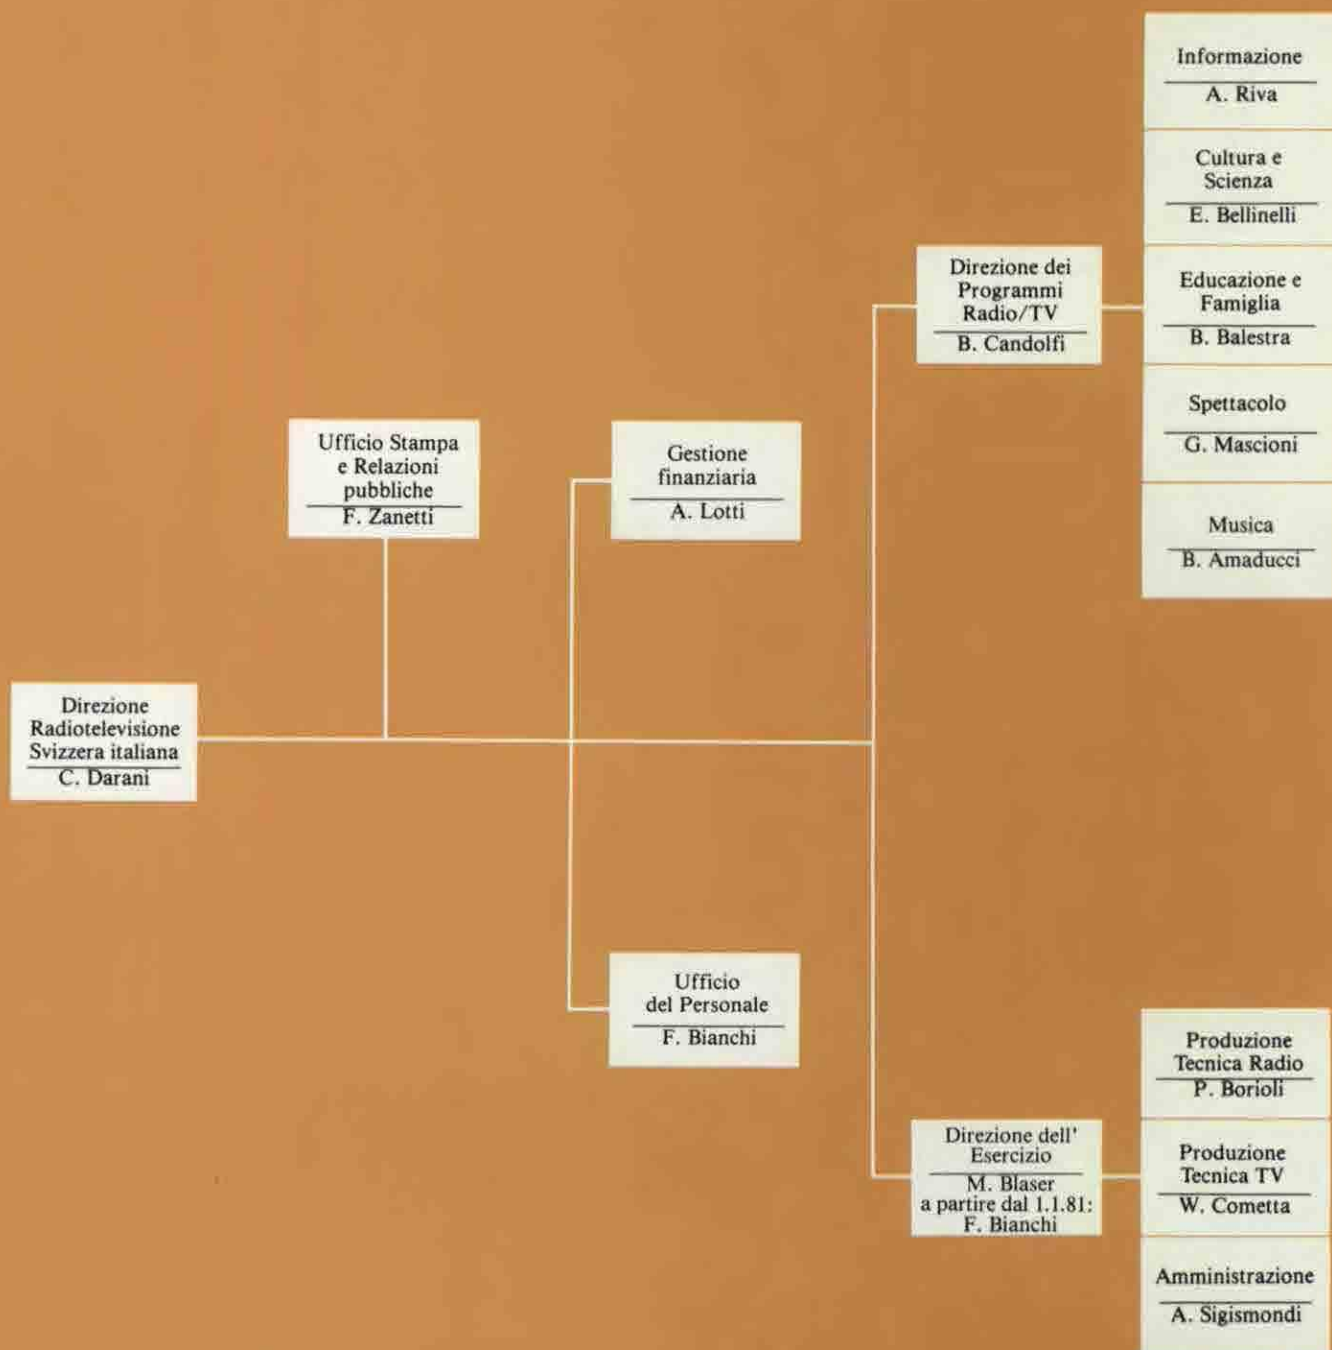 Direzione
Radiotelevisione
Svizzera italiana
C. Darani
Ufficio Stampa
e Relazioni
pubbliche
F. Zanetti
Gestione
finanziaria
A. Lotti
Ufficio
del Personale
F. Bianchi
Direzione dei
Programmi
Radio/TV
B. Candolfi
Informazione
A. Riva
Cultura e
Scienza
E. Bellinelli
Educazione e
Famiglia
B. Balestra
Spettacolo
G. Mascioni
Musica
B. Amaducci
Direzione dell'
Esercizio
M. Blaser
a partire dal 1.1.81:
F. Bianchi
Produzione
Tecnica Radio
P. Borioli
Produzione
Tecnica TV
W. Cometta
Amministrazione
A. Sigismondi